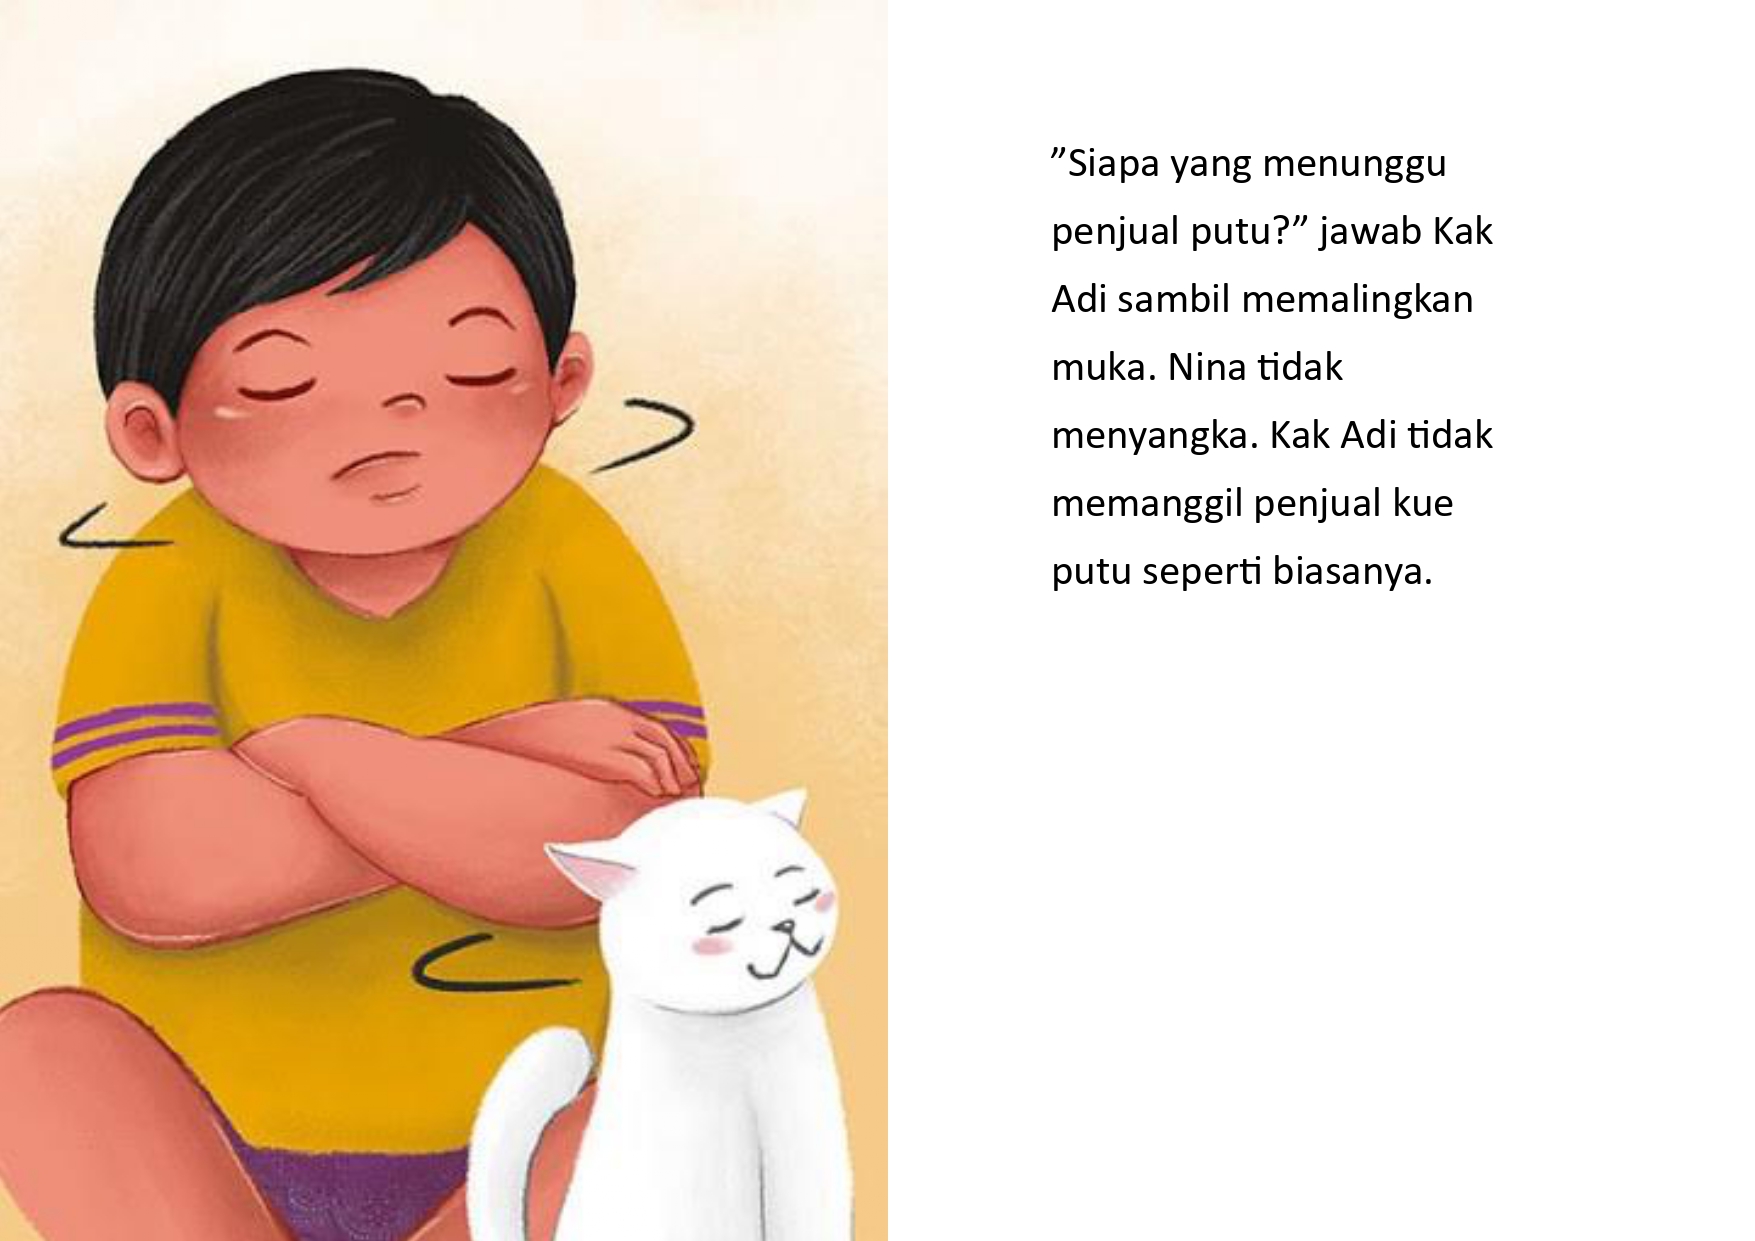 ”Siapa yang menunggu
penjual putu?” jawab Kak
Adi sambil memalingkan
muka. Nina tidak
menyangka. Kak Adi tidak
memanggil penjual kue
putu seperti biasanya.